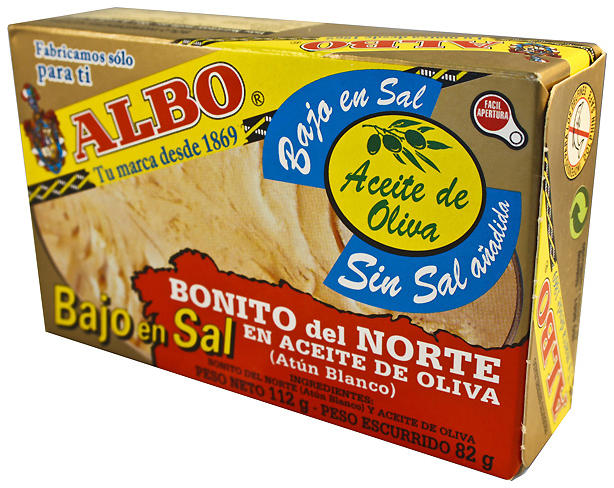 Fabricamos sólo
para ti
ALBO®
Tu marca desde 1869
Bajo en Sal
Aceite de
Oliva
Sin Sal añadida
FACIL
APERTURA
Bajo en Sal
BONITO del NORTE
EN ACEITE DE OLIVA
(Atún Blanco)
INGREDIENTES:
BONITO DEL NORTE (Atún Blanco) Y ACEITE DE OLIVA
PESO NETO 112 g - PESO ESCURRIDO 82 g
ALBO
ALBO